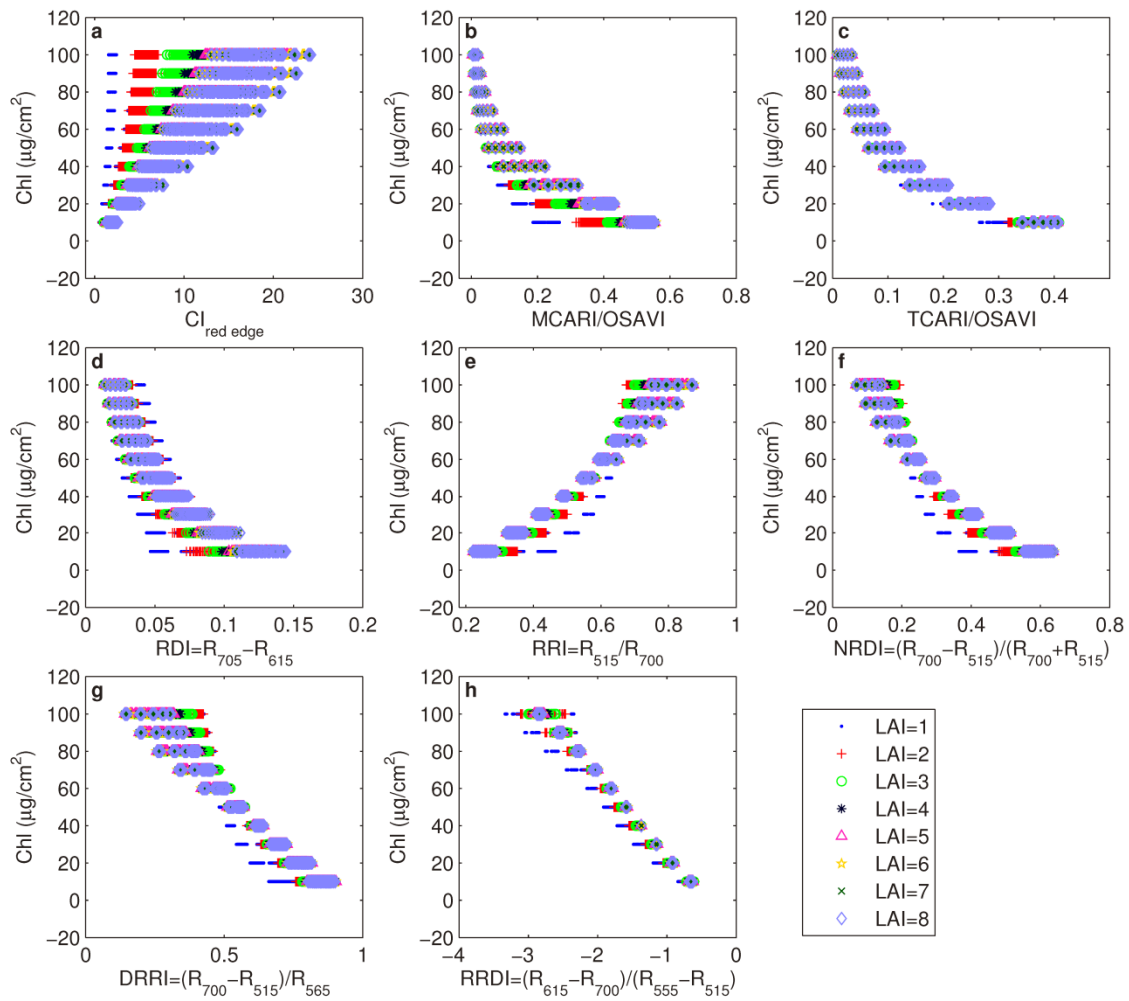 a
120
100
80
60
40
20
0
−20
Chl (μg/cm²)
0 10 20 30
CI red edge
b
120
100
80
60
40
20
0
−20
Chl (μg/cm²)
0 0.2 0.4 0.6 0.8
MCARI/OSAVI
c
120
100
80
60
40
20
0
−20
Chl (μg/cm²)
0 0.1 0.2 0.3 0.4
TCARI/OSAVI
d
120
100
80
60
40
20
0
−20
Chl (μg/cm²)
0 0.05 0.1 0.15 0.2
RDI=R705−R615
e
120
100
80
60
40
20
0
−20
Chl (μg/cm²)
0.2 0.4 0.6 0.8 1
RRI=R515/R700
f
120
100
80
60
40
20
0
−20
Chl (μg/cm²)
0 0.2 0.4 0.6 0.8
NRDI=(R700−R515)/(R700+R515)
g
120
100
80
60
40
20
0
−20
Chl (μg/cm²)
0 0.5 1
DRRI=(R700−R515)/R565
h
120
100
80
60
40
20
0
−20
Chl (μg/cm²)
−4 −3 −2 −1 0
RRDI=(R615−R700)/(R555−R515)
LAI=1
LAI=2
LAI=3
LAI=4
LAI=5
LAI=6
LAI=7
LAI=8